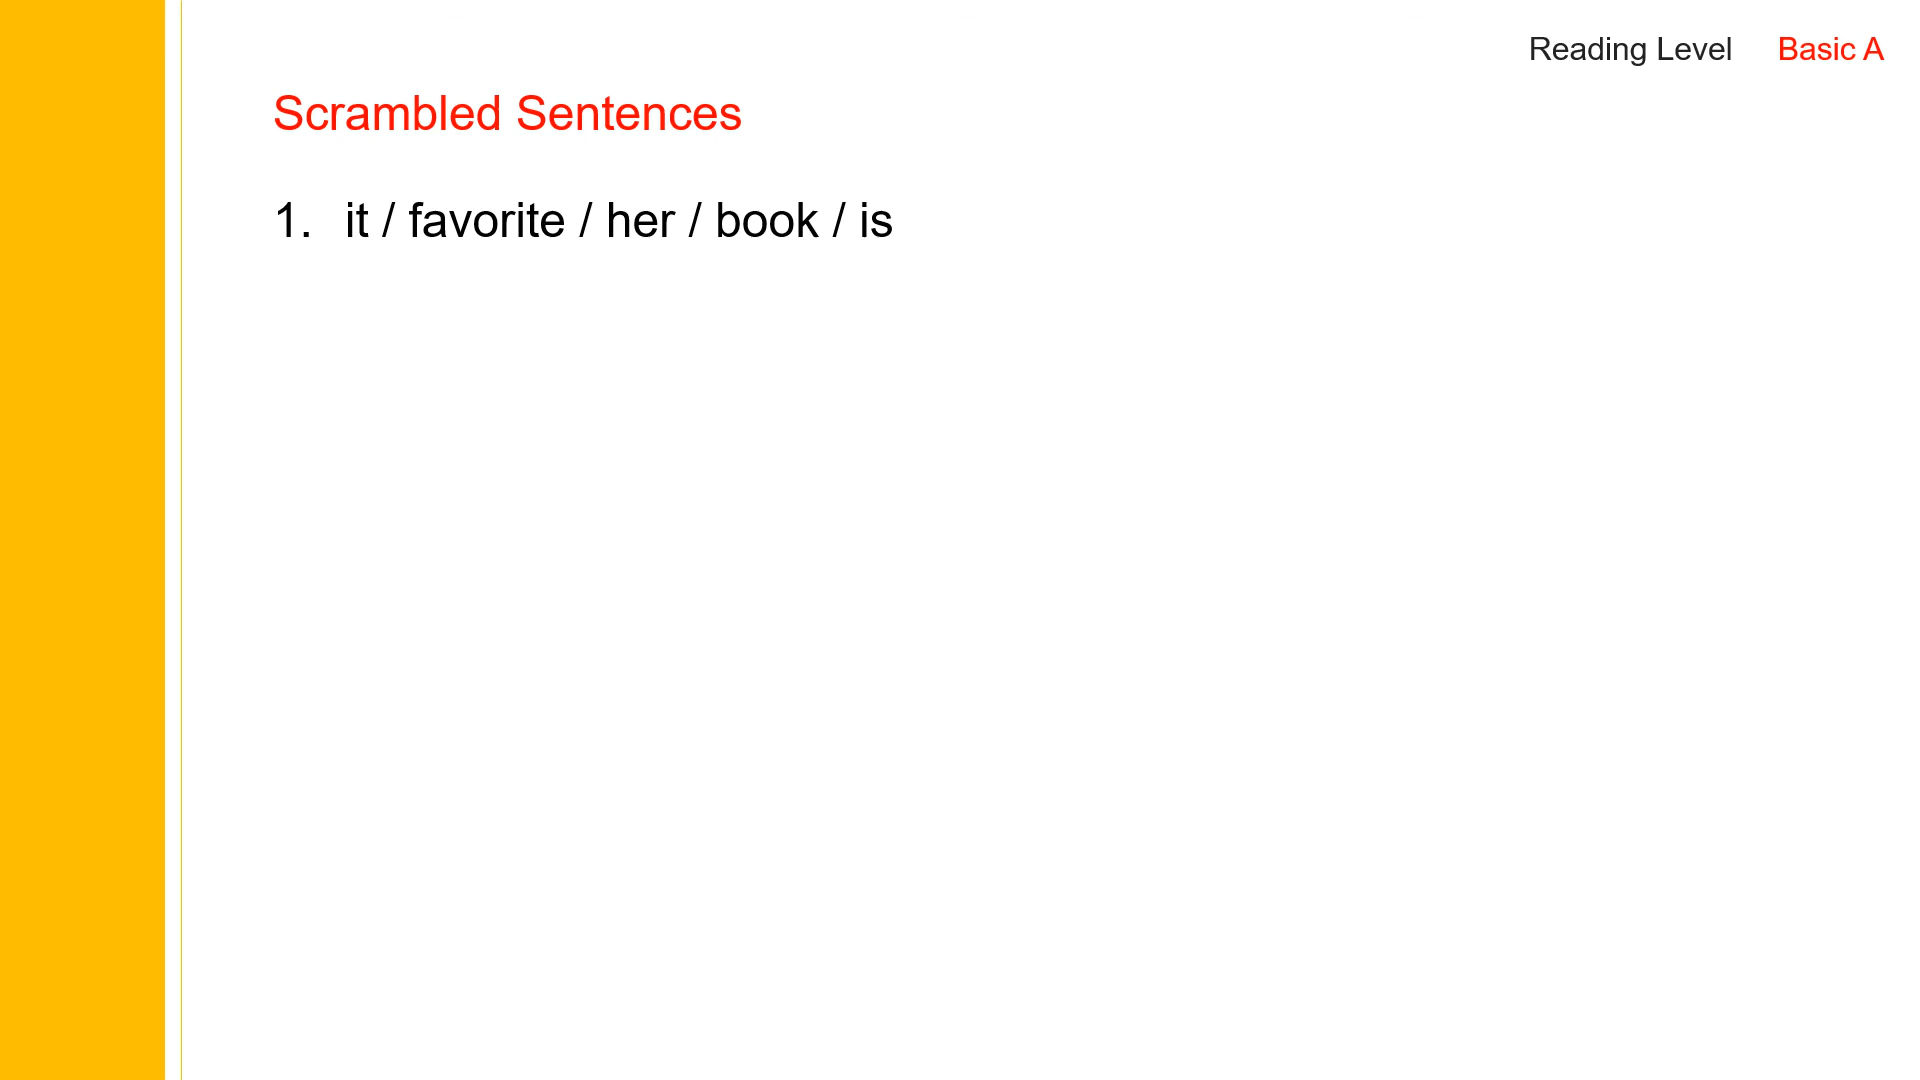 Reading Level Basic A
Scrambled Sentences
1. it / favorite / her / book / is